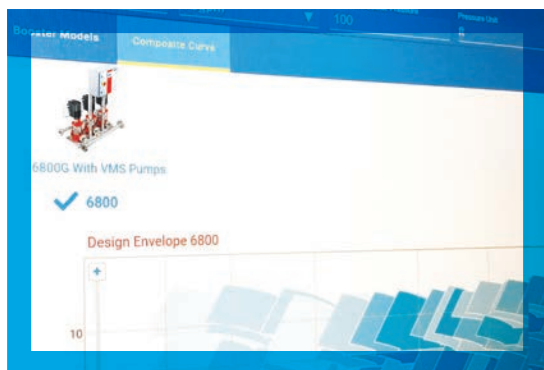 100
Pressure Unit
Booster Models
Composite Curve
6800G With VMS Pumps
6800
Design Envelope 6800
+
10